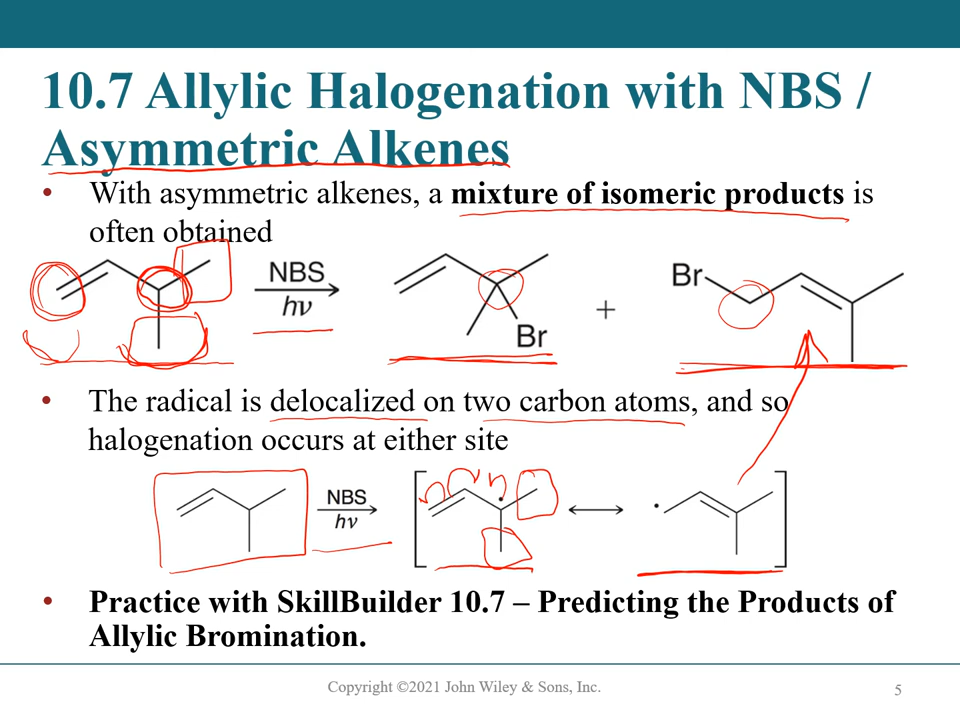 10.7 Allylic Halogenation with NBS /
Asymmetric Alkenes
• With asymmetric alkenes, a mixture of isomeric products is
often obtained
NBS
hν
Br
+
Br
• The radical is delocalized on two carbon atoms, and so
halogenation occurs at either site
NBS
hν
• Practice with SkillBuilder 10.7 – Predicting the Products of
Allylic Bromination.
Copyright ©2021 John Wiley & Sons, Inc.
5